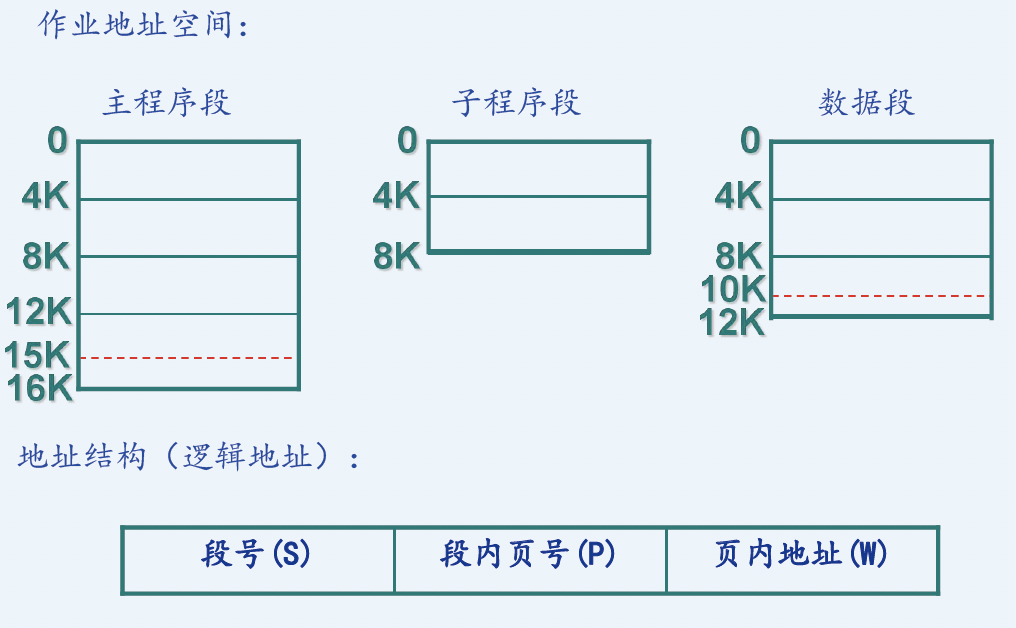 作业地址空间:
主程序段
0
4K
8K
12K
15K
16K
子程序段
0
4K
8K
数据段
0
4K
8K
10K
12K
地址结构（逻辑地址）:
段号(S) 段内页号(P) 页内地址(W)